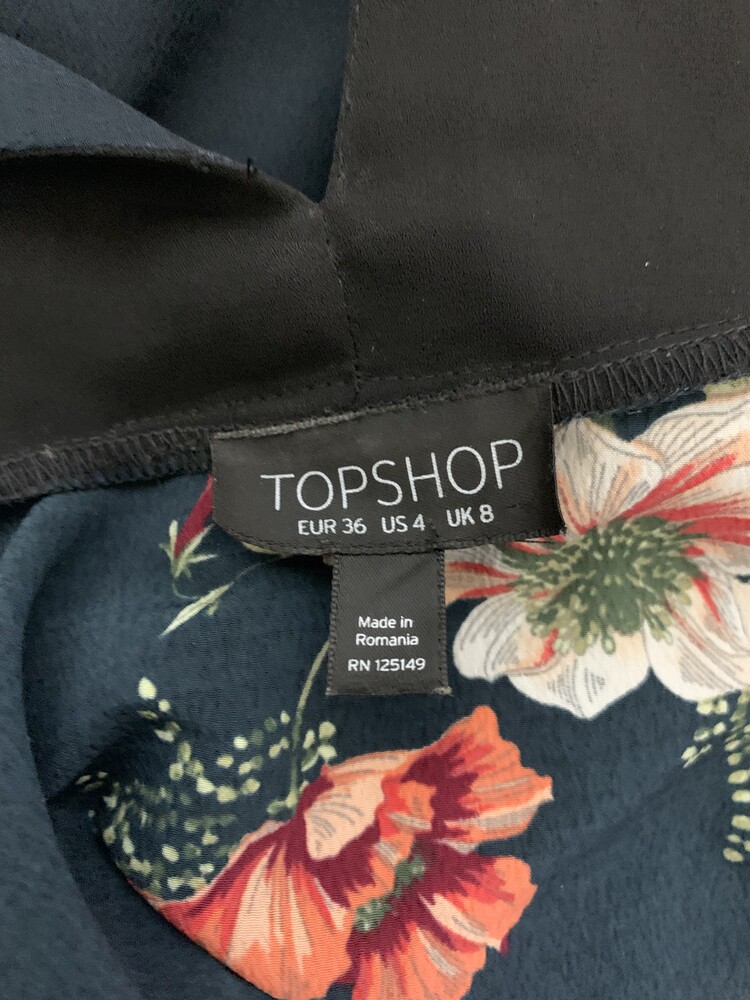 TOPSHOP
EUR 36 US 4 UK 8
Made in
Romania
RN 125149